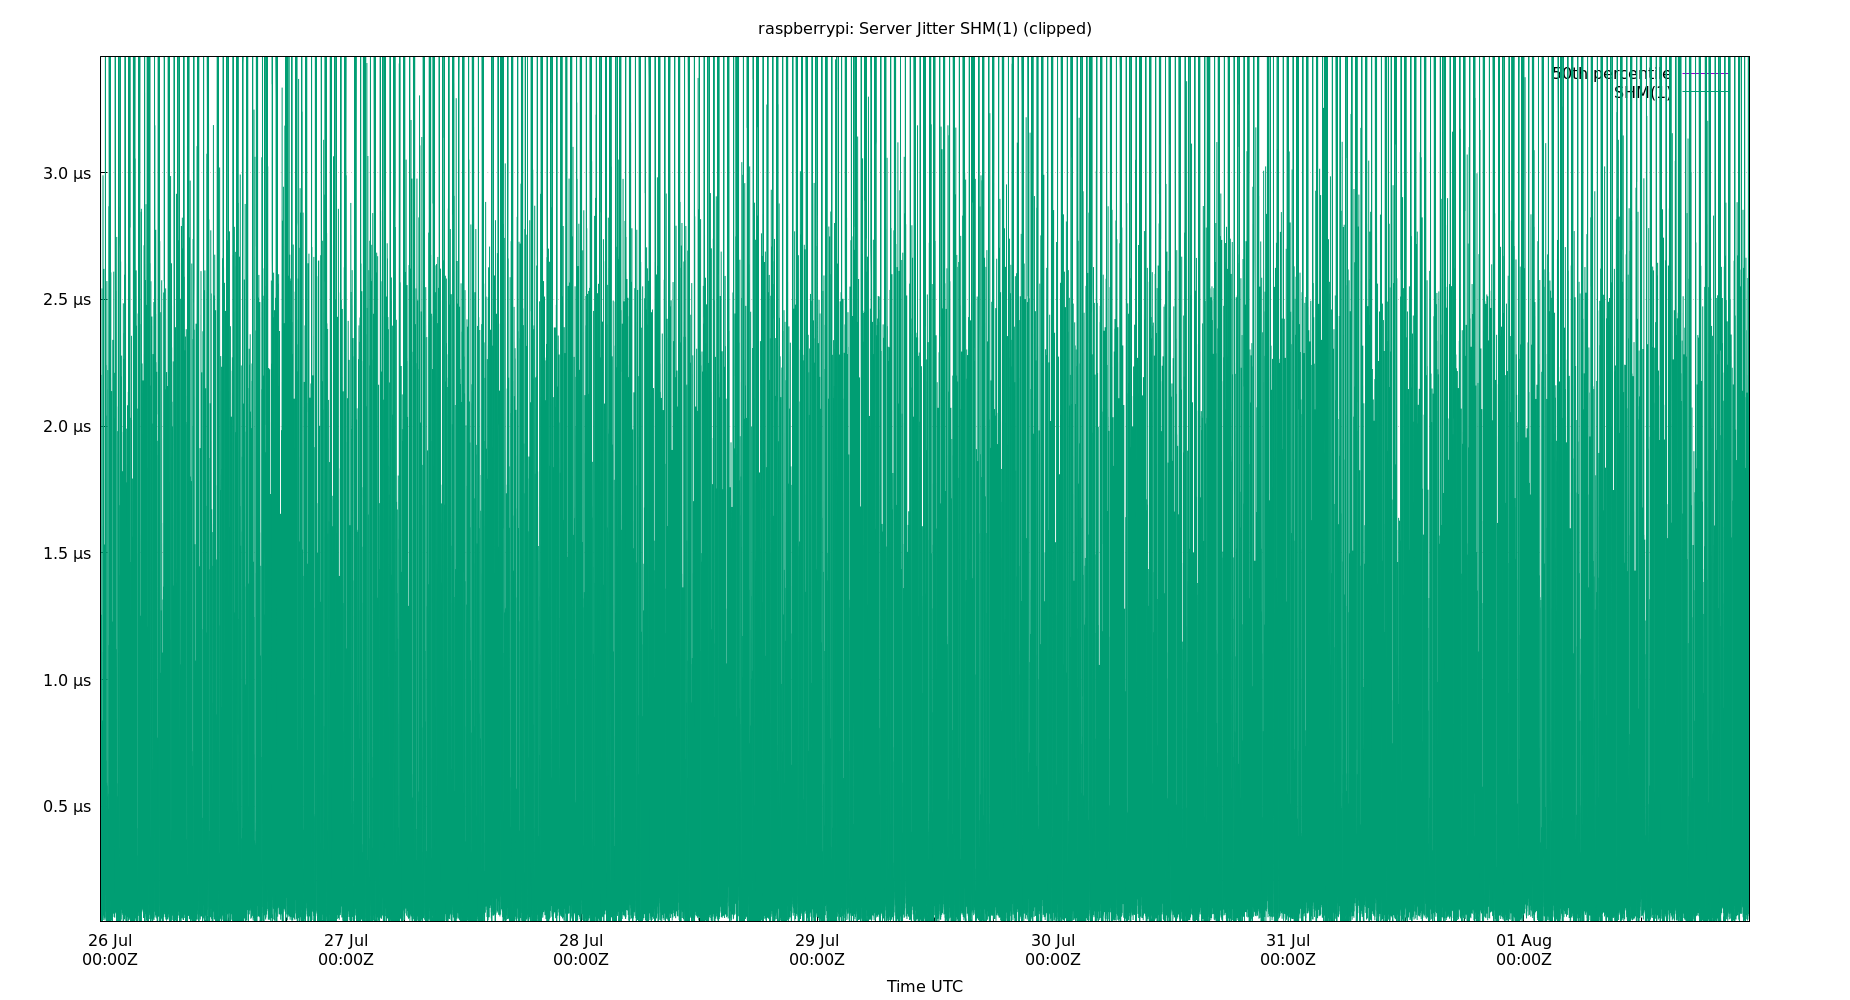 raspberrypi: Server Jitter SHM(1) (clipped)
50th percentile
SHM(1)
3.0 µs
2.5 µs
2.0 µs
1.5 µs
1.0 µs
0.5 µs
26 Jul 27 Jul 28 Jul 29 Jul 30 Jul 31 Jul 01 Aug
00:00Z 00:00Z 00:00Z 00:00Z 00:00Z 00:00Z 00:00Z
Time UTC